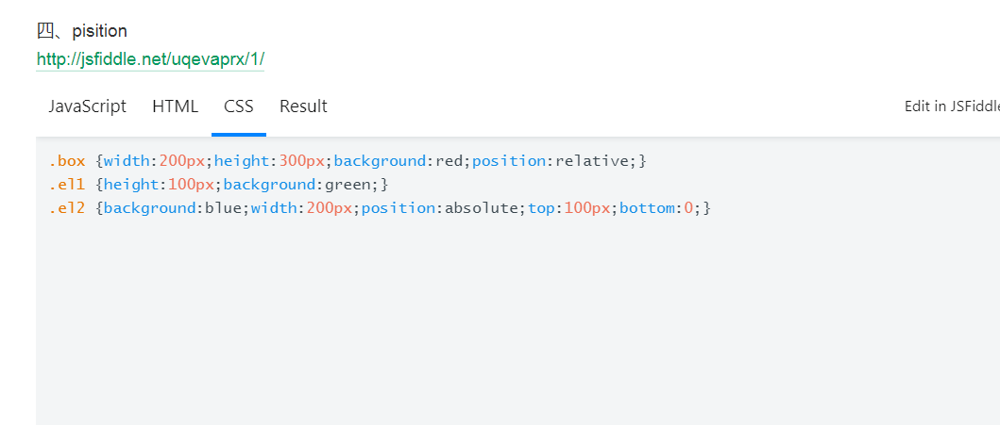 四、pisition
http://jsfiddle.net/uqevaprx/1/
JavaScript HTML CSS Result Edit in JSFiddle
.box {width:200px;height:300px;background:red;position:relative;}
.el1 {height:100px;background:green;}
.el2 {background:blue;width:200px;position:absolute;top:100px;bottom:0;}